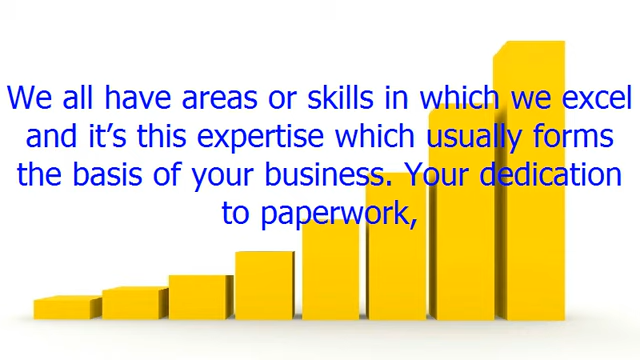 We all have areas or skills in which we excel
and it’s this expertise which usually forms
the basis of your business. Your dedication
to paperwork,